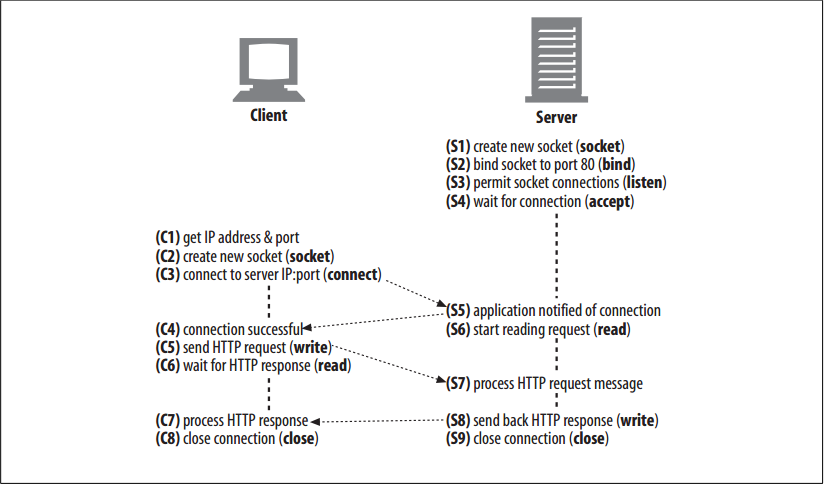 Client
Server
(S1) create new socket (socket)
(S2) bind socket to port 80 (bind)
(S3) permit socket connections (listen)
(S4) wait for connection (accept)
(C1) get IP address & port
(C2) create new socket (socket)
(C3) connect to server IP:port (connect)
(S5) application notified of connection
(S6) start reading request (read)
(C4) connection successful
(C5) send HTTP request (write)
(C6) wait for HTTP response (read)
(S7) process HTTP request message
(C7) process HTTP response
(C8) close connection (close)
(S8) send back HTTP response (write)
(S9) close connection (close)